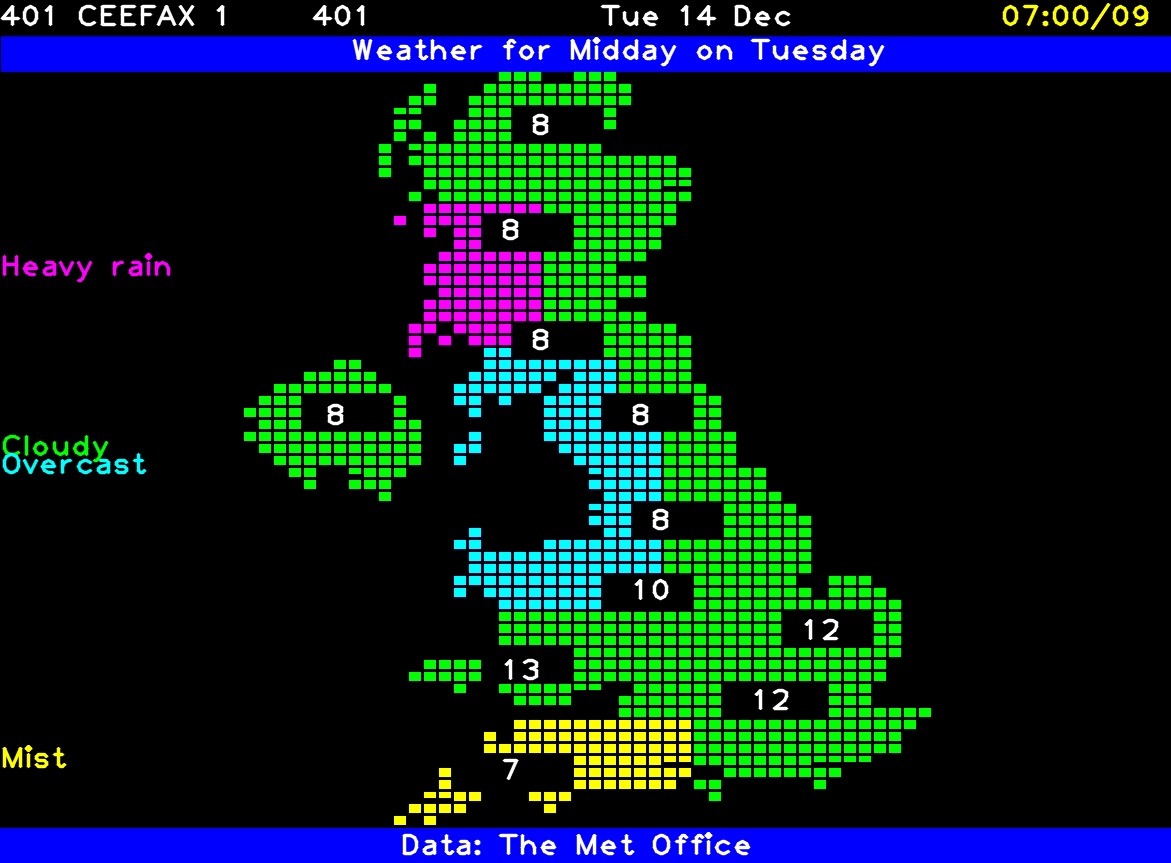 401 CEEFAX 1 401 Tue 14 Dec 07:00/09
Weather for Midday on Tuesday
8
8
Heavy rain
8
8 8
Cloudy
Overcast
8
10
12
13
12
Mist
7
Data: The Met Office